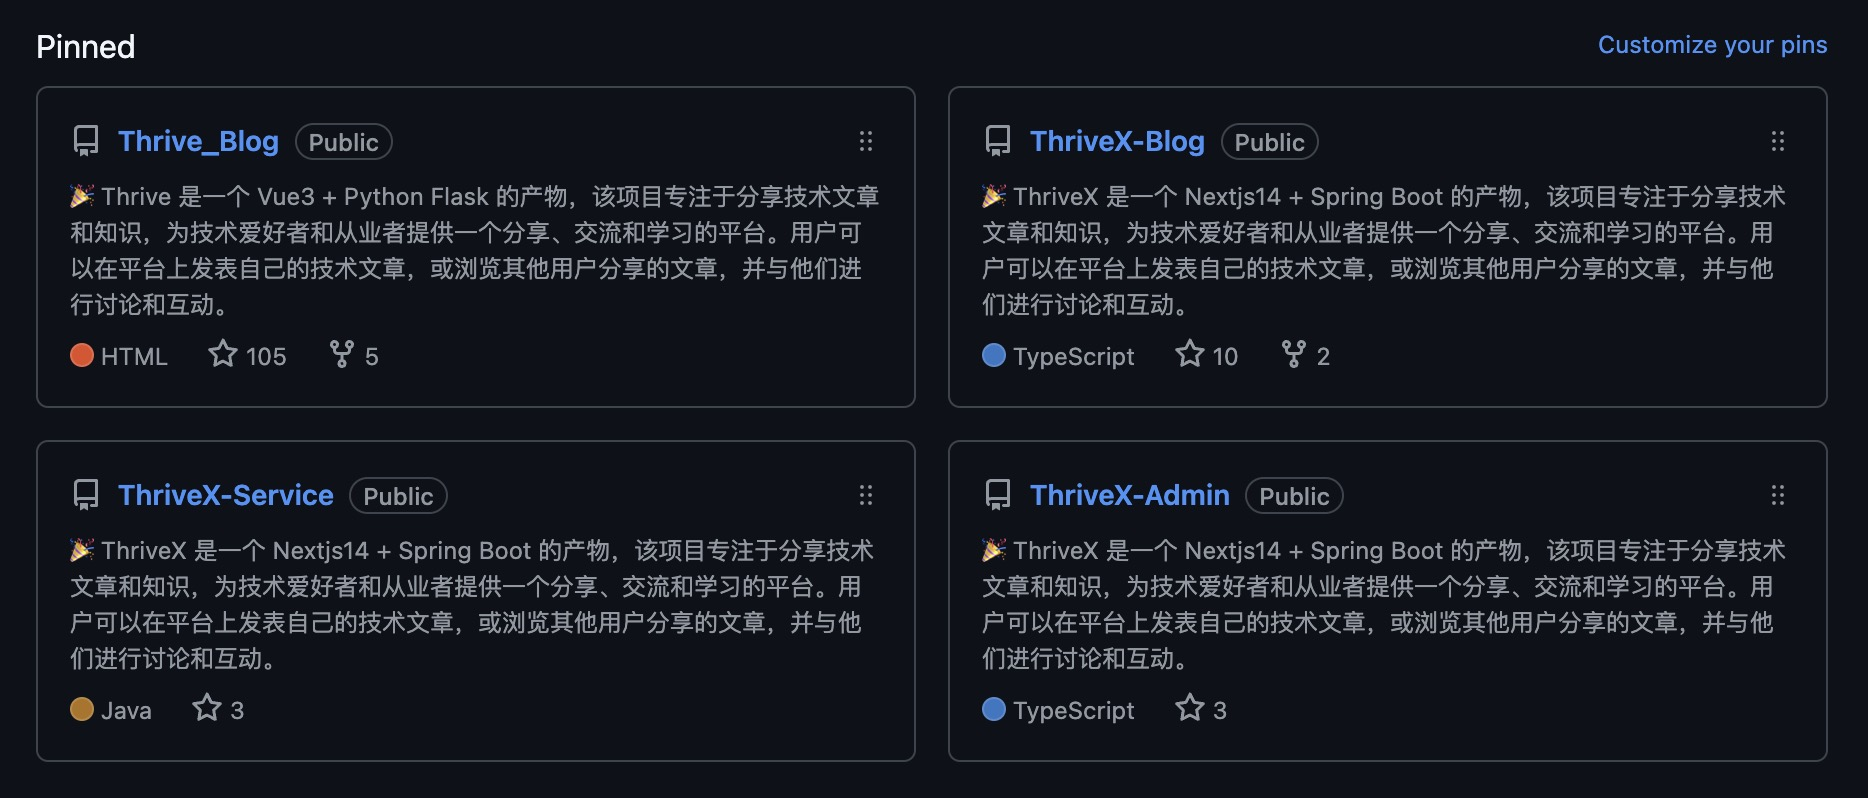 Pinned
Customize your pins
Thrive_Blog Public
🎉 Thrive 是一个 Vue3 + Python Flask 的产物，该项目专注于分享技术文章
和知识，为技术爱好者和从业者提供一个分享、交流和学习的平台。用户可
以在平台上发表自己的技术文章，或浏览其他用户分享的文章，并与他们进
行讨论和互动。
HTML 105 5
ThriveX-Blog Public
🎉 ThriveX 是一个 Nextjs14 + Spring Boot 的产物，该项目专注于分享技术
文章和知识，为技术爱好者和从业者提供一个分享、交流和学习的平台。用
户可以在平台上发表自己的技术文章，或浏览其他用户分享的文章，并与他
们进行讨论和互动。
TypeScript 10 2
ThriveX-Service Public
🎉 ThriveX 是一个 Nextjs14 + Spring Boot 的产物，该项目专注于分享技术
文章和知识，为技术爱好者和从业者提供一个分享、交流和学习的平台。用
户可以在平台上发表自己的技术文章，或浏览其他用户分享的文章，并与他
们进行讨论和互动。
Java 3
ThriveX-Admin Public
🎉 ThriveX 是一个 Nextjs14 + Spring Boot 的产物，该项目专注于分享技术
文章和知识，为技术爱好者和从业者提供一个分享、交流和学习的平台。用
户可以在平台上发表自己的技术文章，或浏览其他用户分享的文章，并与他
们进行讨论和互动。
TypeScript 3